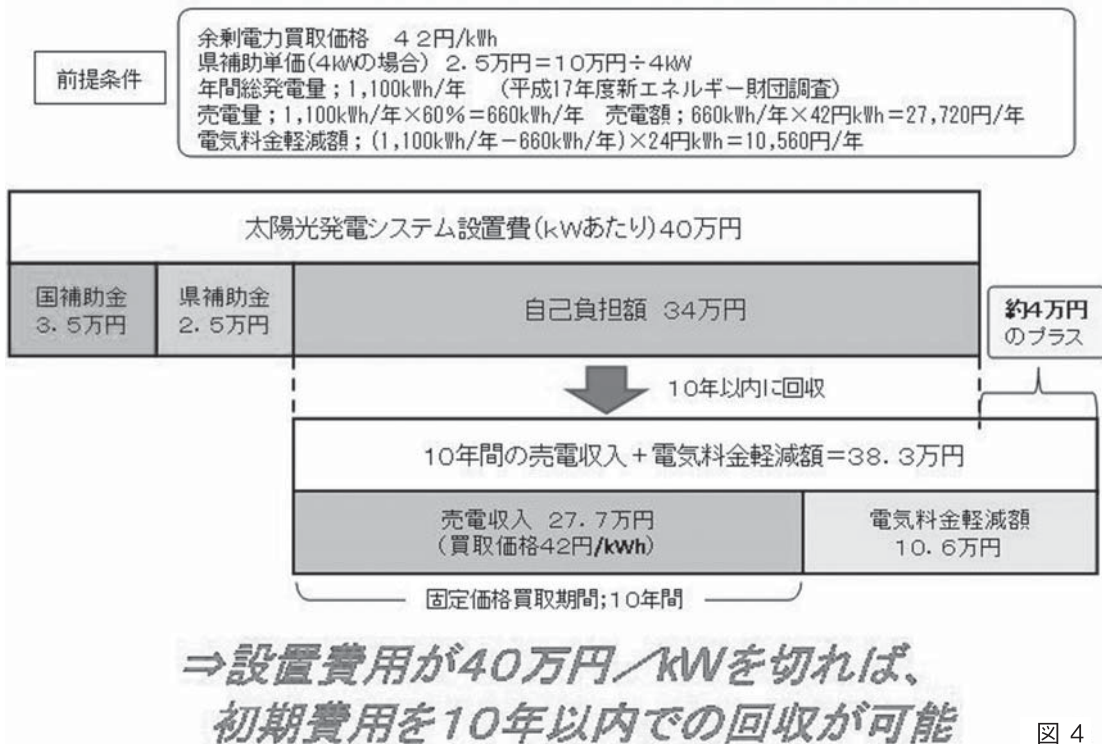 前提条件
余剰電力買取価格 42円/kWh
県補助単価(4kWの場合) 2.5万円=10万円÷4kW
年間総発電量;1,100kWh/年 (平成17年度新エネルギー財団調査)
売電量;1,100kWh/年×60%=660kWh/年 売電額;660kWh/年×42円kWh=27,720円/年
電気料金軽減額;(1,100kWh/年-660kWh/年)×24円kWh=10,560円/年
太陽光発電システム設置費(kWあたり)40万円
国補助金
3.5万円
県補助金
2.5万円
自己負担額 34万円
約4万円
のプラス
10年以内に回収
10年間の売電収入+電気料金軽減額=38.3万円
売電収入 27.7万円
(買取価格42円/kWh)
電気料金軽減額
10.6万円
固定価格買取期間;10年間
⇒設置費用が40万円/kWを切れば、
初期費用を10年以内での回収が可能
図 4